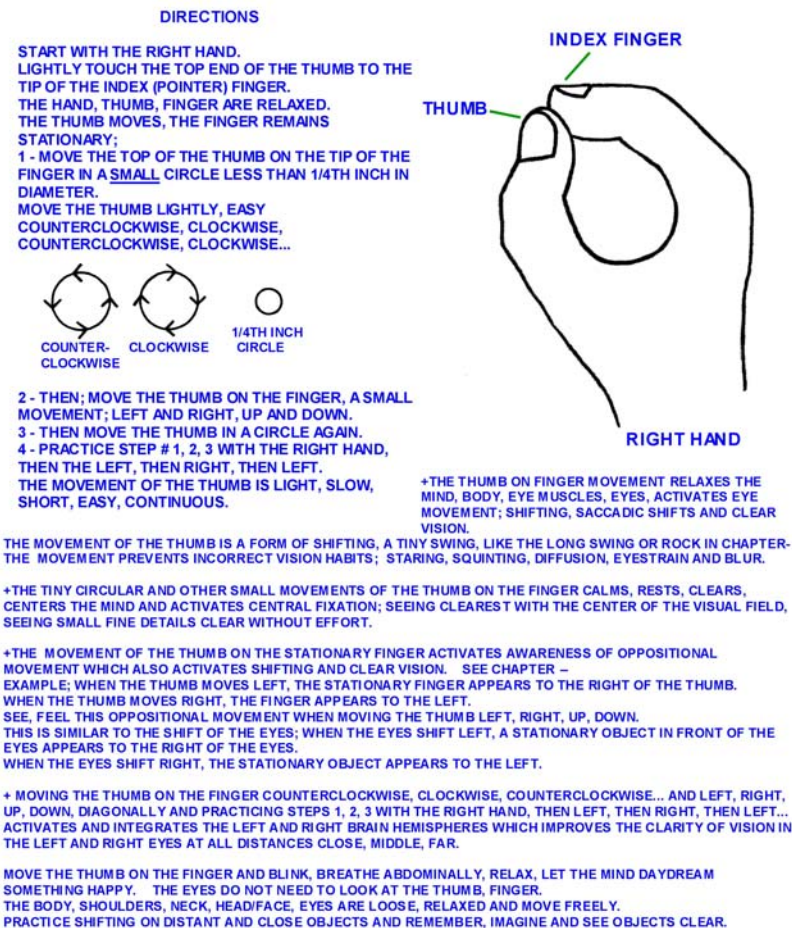 DIRECTIONS
START WITH THE RIGHT HAND.
LIGHTLY TOUCH THE TOP END OF THE THUMB TO THE
TIP OF THE INDEX (POINTER) FINGER.
THE HAND, THUMB, FINGER ARE RELAXED.
THE THUMB MOVES, THE FINGER REMAINS
STATIONARY;
1 - MOVE THE TOP OF THE THUMB ON THE TIP OF THE
FINGER IN A SMALL CIRCLE LESS THAN 1/4TH INCH IN
DIAMETER.
MOVE THE THUMB LIGHTLY, EASY
COUNTERCLOCKWISE, CLOCKWISE,
COUNTERCLOCKWISE, CLOCKWISE...
COUNTER-
CLOCKWISE
CLOCKWISE
1/4TH INCH
CIRCLE
2 - THEN; MOVE THE THUMB ON THE FINGER, A SMALL
MOVEMENT; LEFT AND RIGHT, UP AND DOWN.
3 - THEN MOVE THE THUMB IN A CIRCLE AGAIN.
4 - PRACTICE STEP # 1, 2, 3 WITH THE RIGHT HAND,
THEN THE LEFT, THEN RIGHT, THEN LEFT.
THE MOVEMENT OF THE THUMB IS LIGHT, SLOW,
SHORT, EASY, CONTINUOUS.
INDEX FINGER
THUMB
RIGHT HAND
+THE THUMB ON FINGER MOVEMENT RELAXES THE
MIND, BODY, EYE MUSCLES, EYES, ACTIVATES EYE
MOVEMENT; SHIFTING, SACCADIC SHIFTS AND CLEAR
VISION.
THE MOVEMENT OF THE THUMB IS A FORM OF SHIFTING, A TINY SWING, LIKE THE LONG SWING OR ROCK IN CHAPTER-
THE MOVEMENT PREVENTS INCORRECT VISION HABITS; STARING, SQUINTING, DIFFUSION, EYESTRAIN AND BLUR.
+THE TINY CIRCULAR AND OTHER SMALL MOVEMENTS OF THE THUMB ON THE FINGER CALMS, RESTS, CLEARS,
CENTERS THE MIND AND ACTIVATES CENTRAL FIXATION; SEEING CLEAREST WITH THE CENTER OF THE VISUAL FIELD,
SEEING SMALL FINE DETAILS CLEAR WITHOUT EFFORT.
+THE MOVEMENT OF THE THUMB ON THE STATIONARY FINGER ACTIVATES AWARENESS OF OPPOSITIONAL
MOVEMENT WHICH ALSO ACTIVATES SHIFTING AND CLEAR VISION. SEE CHAPTER –
EXAMPLE; WHEN THE THUMB MOVES LEFT, THE STATIONARY FINGER APPEARS TO THE RIGHT OF THE THUMB.
WHEN THE THUMB MOVES RIGHT, THE FINGER APPEARS TO THE LEFT.
SEE, FEEL THIS OPPOSITIONAL MOVEMENT WHEN MOVING THE THUMB LEFT, RIGHT, UP, DOWN.
THIS IS SIMILAR TO THE SHIFT OF THE EYES; WHEN THE EYES SHIFT LEFT, A STATIONARY OBJECT IN FRONT OF THE
EYES APPEARS TO THE RIGHT OF THE EYES.
WHEN THE EYES SHIFT RIGHT, THE STATIONARY OBJECT APPEARS TO THE LEFT.
+ MOVING THE THUMB ON THE FINGER COUNTERCLOCKWISE, CLOCKWISE, COUNTERCLOCKWISE... AND LEFT, RIGHT,
UP, DOWN, DIAGONALLY AND PRACTICING STEPS 1, 2, 3 WITH THE RIGHT HAND, THEN LEFT, THEN RIGHT, THEN LEFT...
ACTIVATES AND INTEGRATES THE LEFT AND RIGHT BRAIN HEMISPHERES WHICH IMPROVES THE CLARITY OF VISION IN
THE LEFT AND RIGHT EYES AT ALL DISTANCES CLOSE, MIDDLE, FAR.
MOVE THE THUMB ON THE FINGER AND BLINK, BREATHE ABDOMINALLY, RELAX, LET THE MIND DAYDREAM
SOMETHING HAPPY. THE EYES DO NOT NEED TO LOOK AT THE THUMB, FINGER.
THE BODY, SHOULDERS, NECK, HEAD/FACE, EYES ARE LOOSE, RELAXED AND MOVE FREELY.
PRACTICE SHIFTING ON DISTANT AND CLOSE OBJECTS AND REMEMBER, IMAGINE AND SEE OBJECTS CLEAR.